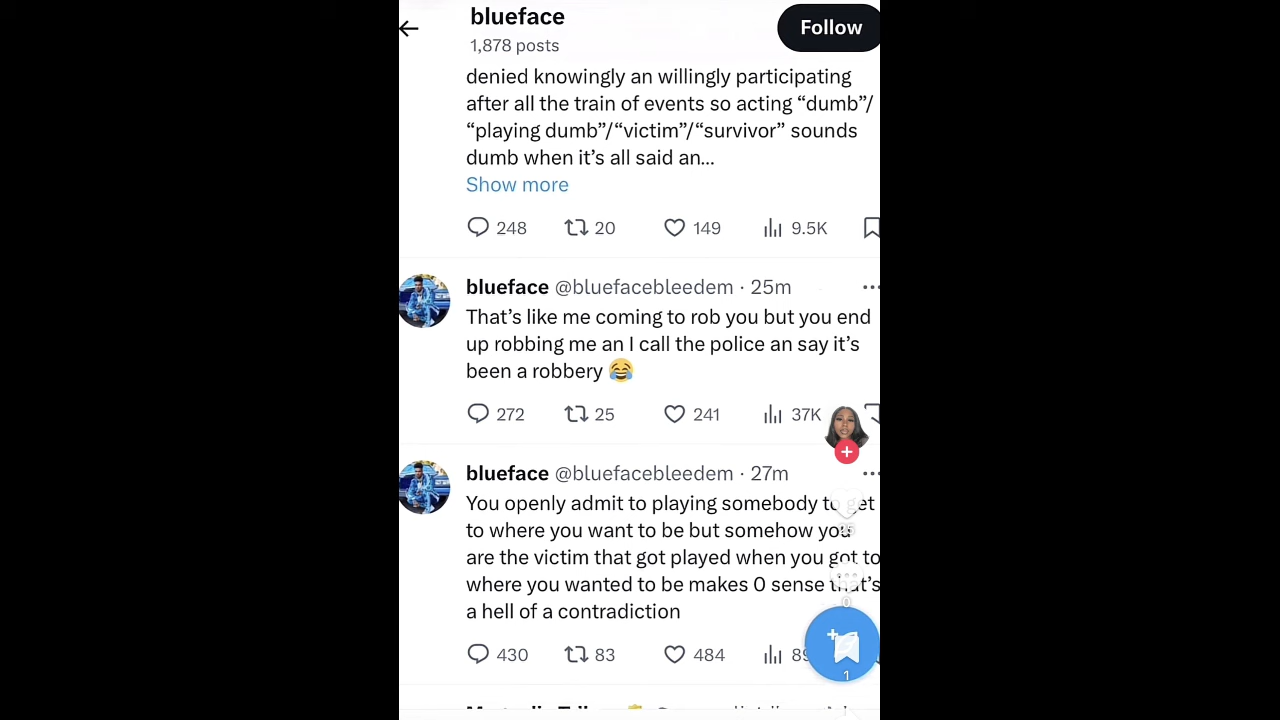 blueface
Follow
1,878 posts
denied knowingly an willingly participating
after all the train of events so acting “dumb”/
“playing dumb”/“victim”/“survivor” sounds
dumb when it’s all said an...
Show more
248 20 149 9.5K
blueface @bluefacebleedem · 25m
That’s like me coming to rob you but you end
up robbing me an I call the police an say it’s
been a robbery 😂
272 25 241 37K
blueface @bluefacebleedem · 27m
You openly admit to playing somebody to get
to where you want to be but somehow you
are the victim that got played when you got to
where you wanted to be makes 0 sense that’s
a hell of a contradiction
430 83 484
0
1